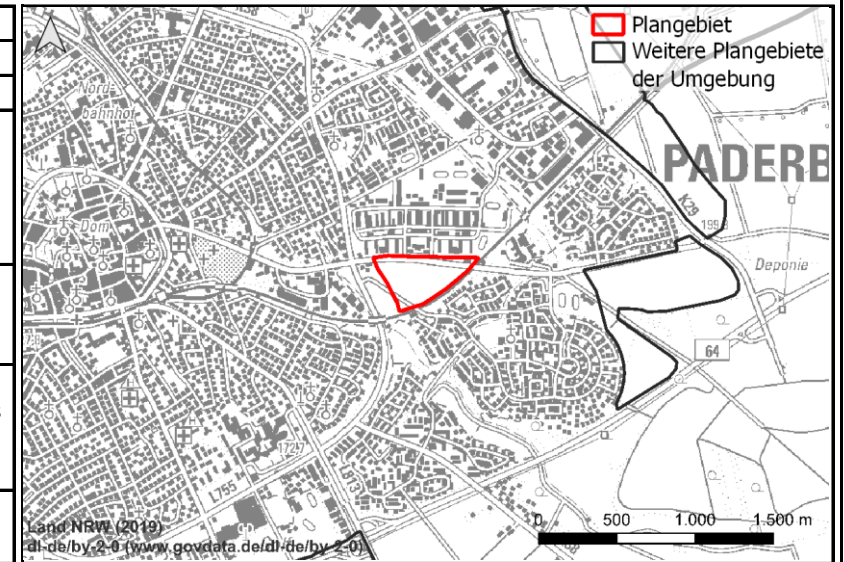 Plangebiet
Weitere Plangebiete
der Umgebung
Nord-
bahnhof
PADERB
K29
Dom
Deponie
64
1727
L755
Land NRW (2019)
dl-de/by-2-0 (www.govdata.de/dl-de/by-2-0)
0 500 1.000 1.500 m